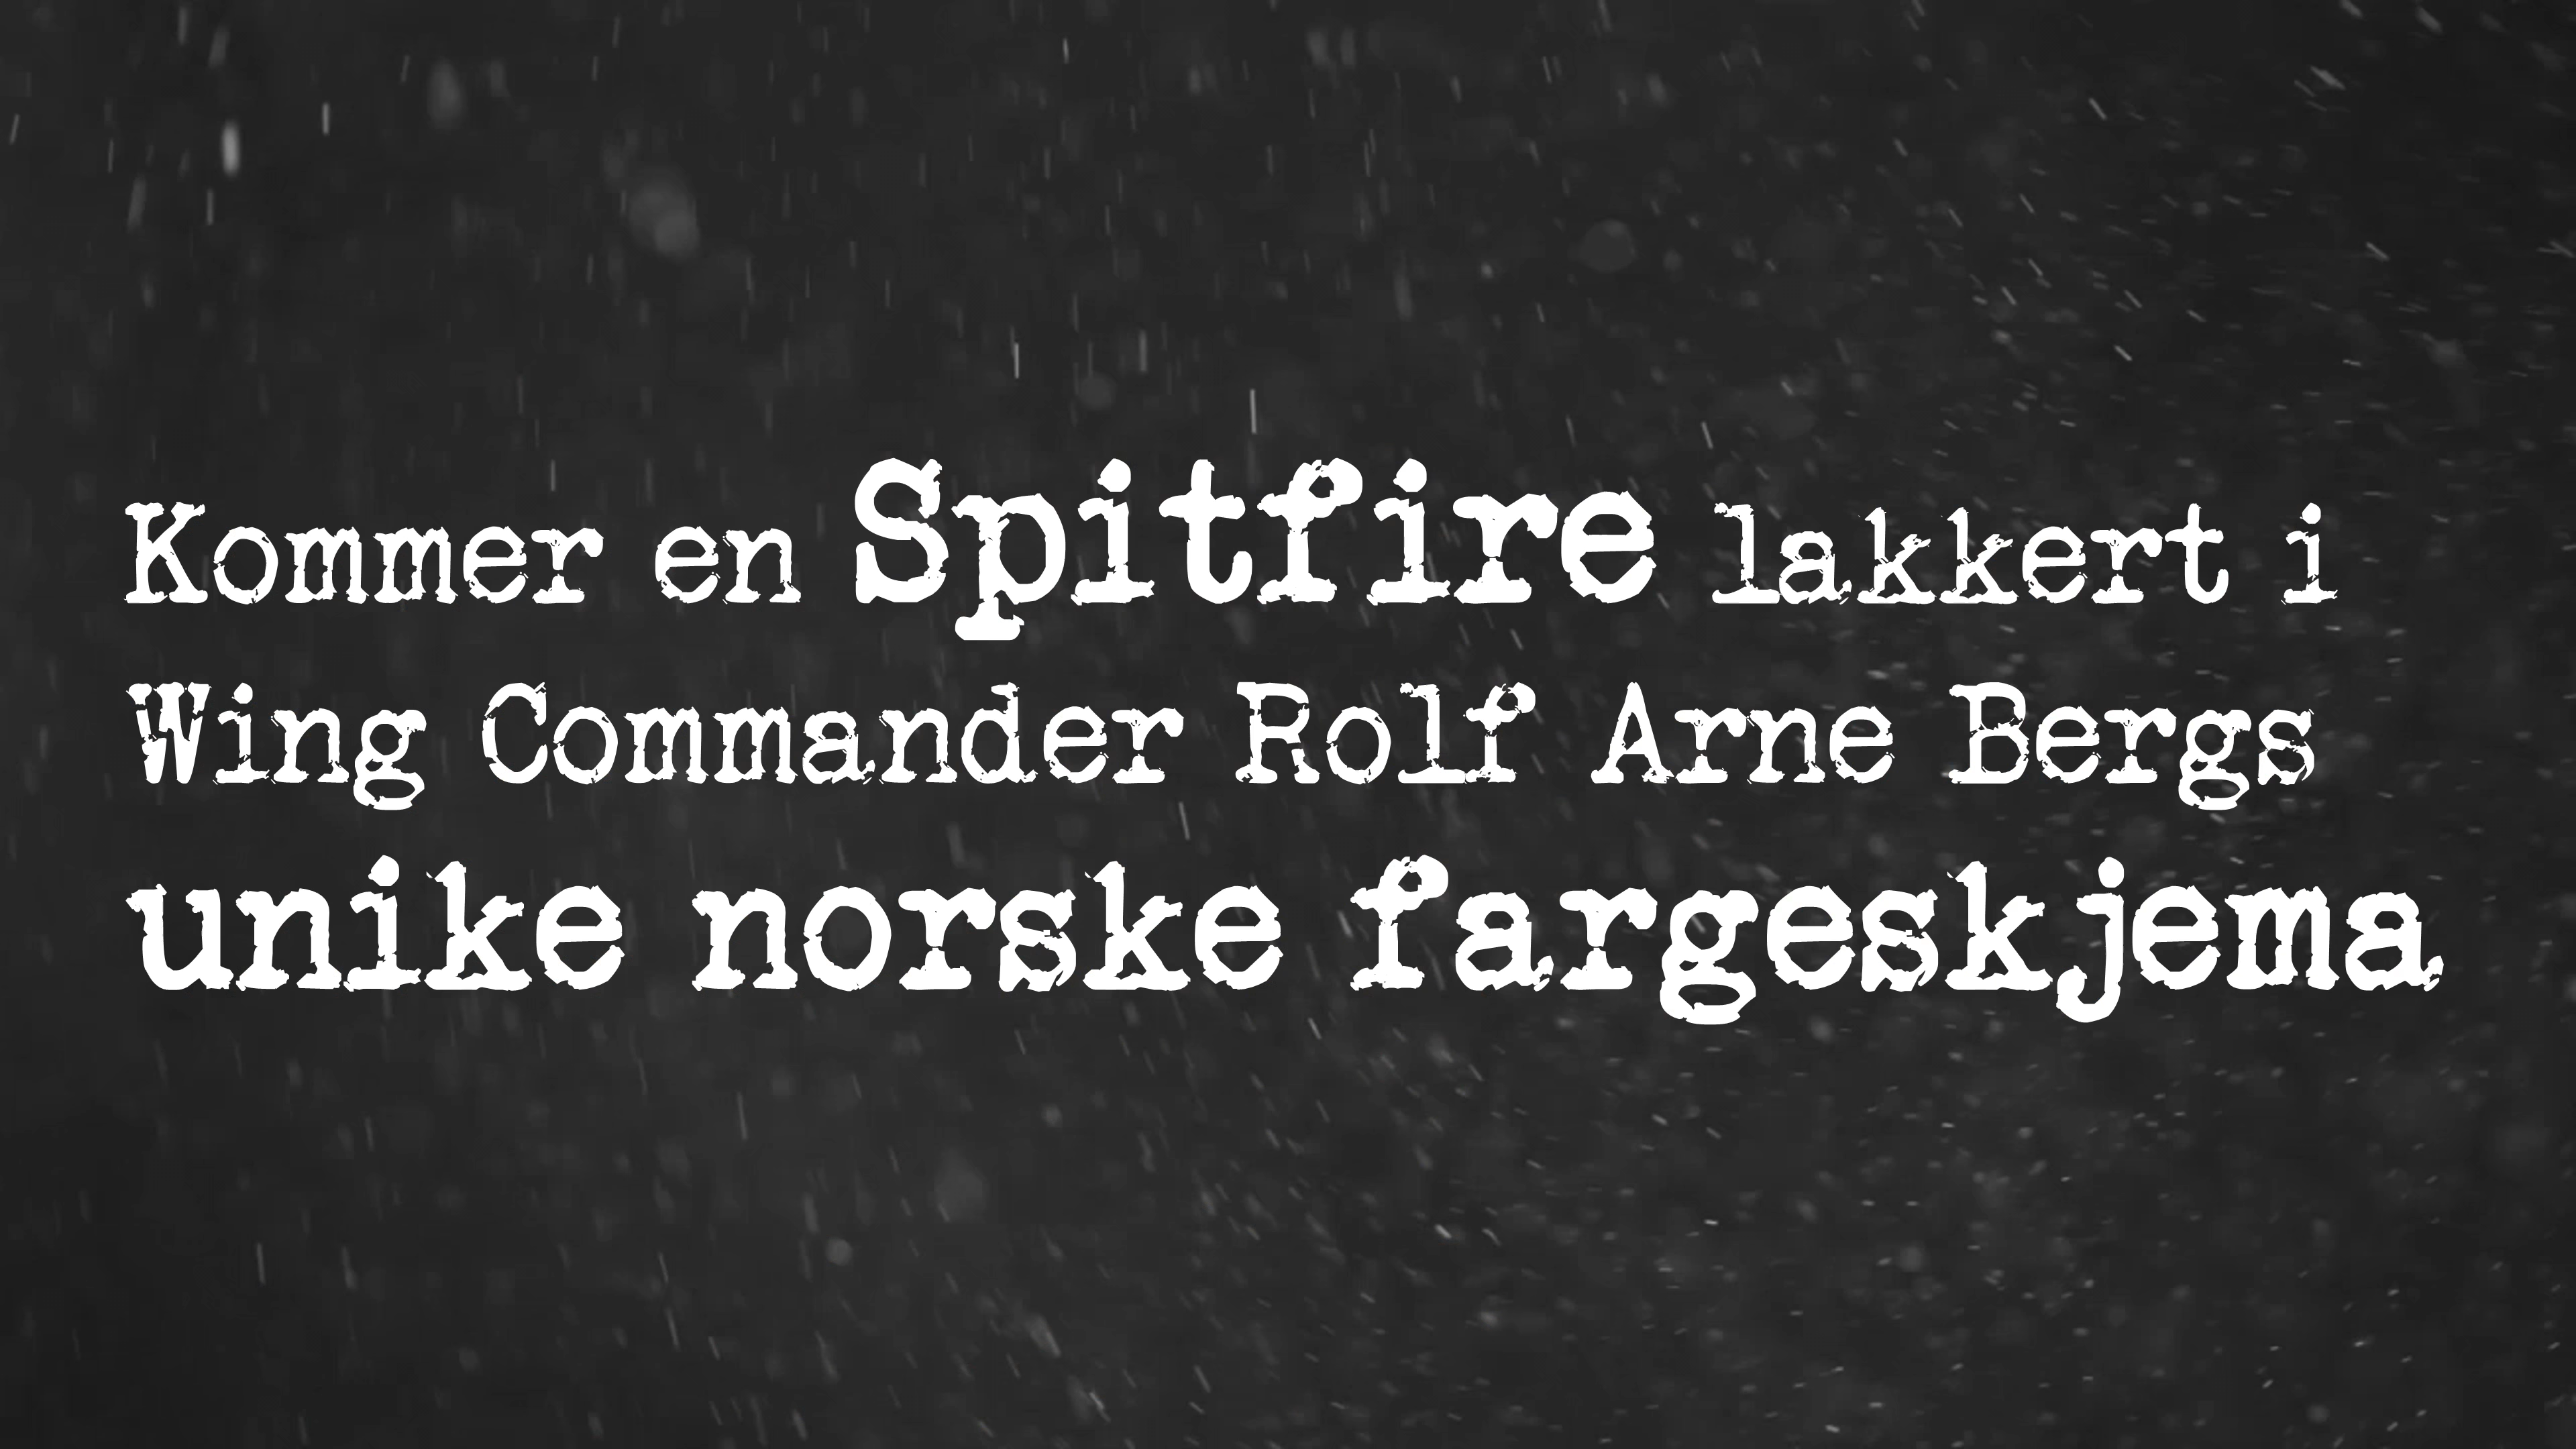 Kommer en Spitfire lakkert i
Wing Commander Rolf Arne Bergs
unike norske fargeskjema